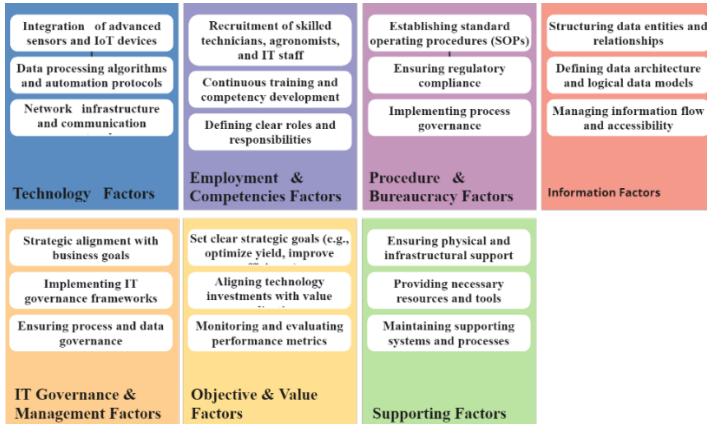 Integration of advanced
sensors and IoT devices
Data processing algorithms
and automation protocols
Network infrastructure
and communication
Technology Factors
Recruitment of skilled
technicians, agronomists,
and IT staff
Continuous training and
competency development
Defining clear roles and
responsibilities
Employment &
Competencies Factors
Establishing standard
operating procedures (SOPs)
Ensuring regulatory
compliance
Implementing process
governance
Procedure &
Bureaucracy Factors
Structuring data entities and
relationships
Defining data architecture
and logical data models
Managing information flow
and accessibility
Information Factors
Strategic alignment with
business goals
Implementing IT
governance frameworks
Ensuring process and data
governance
IT Governance &
Management Factors
Set clear strategic goals (e.g.,
optimize yield, improve
Aligning technology
investments with value
Monitoring and evaluating
performance metrics
Objective & Value
Factors
Ensuring physical and
infrastructural support
Providing necessary
resources and tools
Maintaining supporting
systems and processes
Supporting Factors